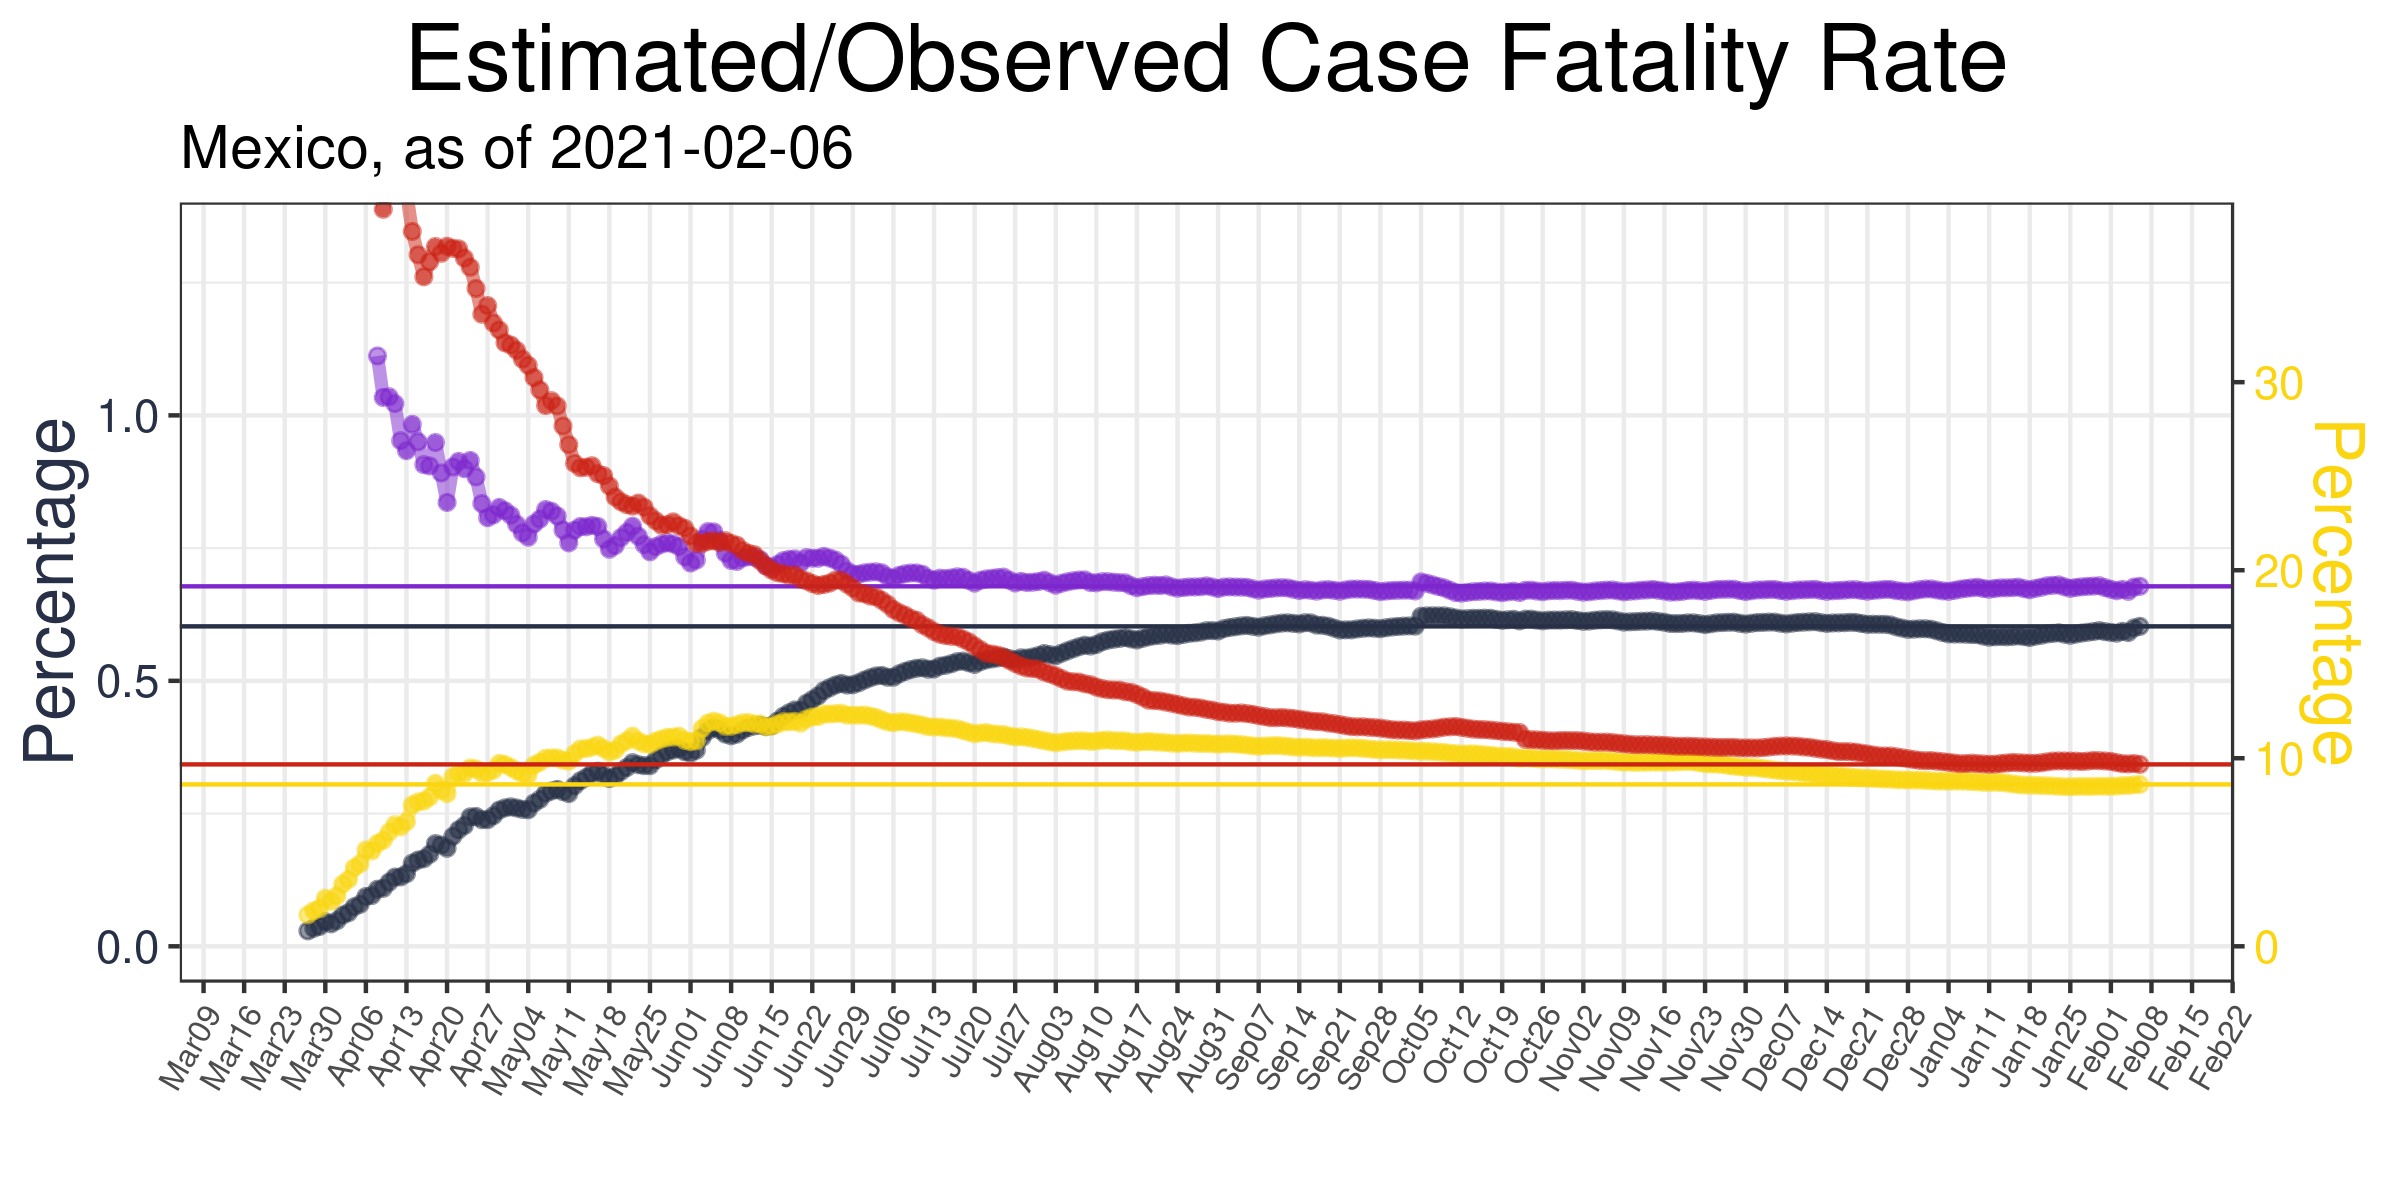 Estimated/Observed Case Fatality Rate
Mexico, as of 2021-02-06
Percentage
1.0
0.5
0.0
30
20
10
0
Percentage
Mar09
Mar16
Mar23
Mar30
Apr06
Apr13
Apr20
Apr27
May04
May11
May18
May25
Jun01
Jun08
Jun15
Jun22
Jun29
Jul06
Jul13
Jul20
Jul27
Aug03
Aug10
Aug17
Aug24
Aug31
Sep07
Sep14
Sep21
Sep28
Oct05
Oct12
Oct19
Oct26
Nov02
Nov09
Nov16
Nov23
Nov30
Dec07
Dec14
Dec21
Dec28
Jan04
Jan11
Jan18
Jan25
Feb01
Feb08
Feb15
Feb22